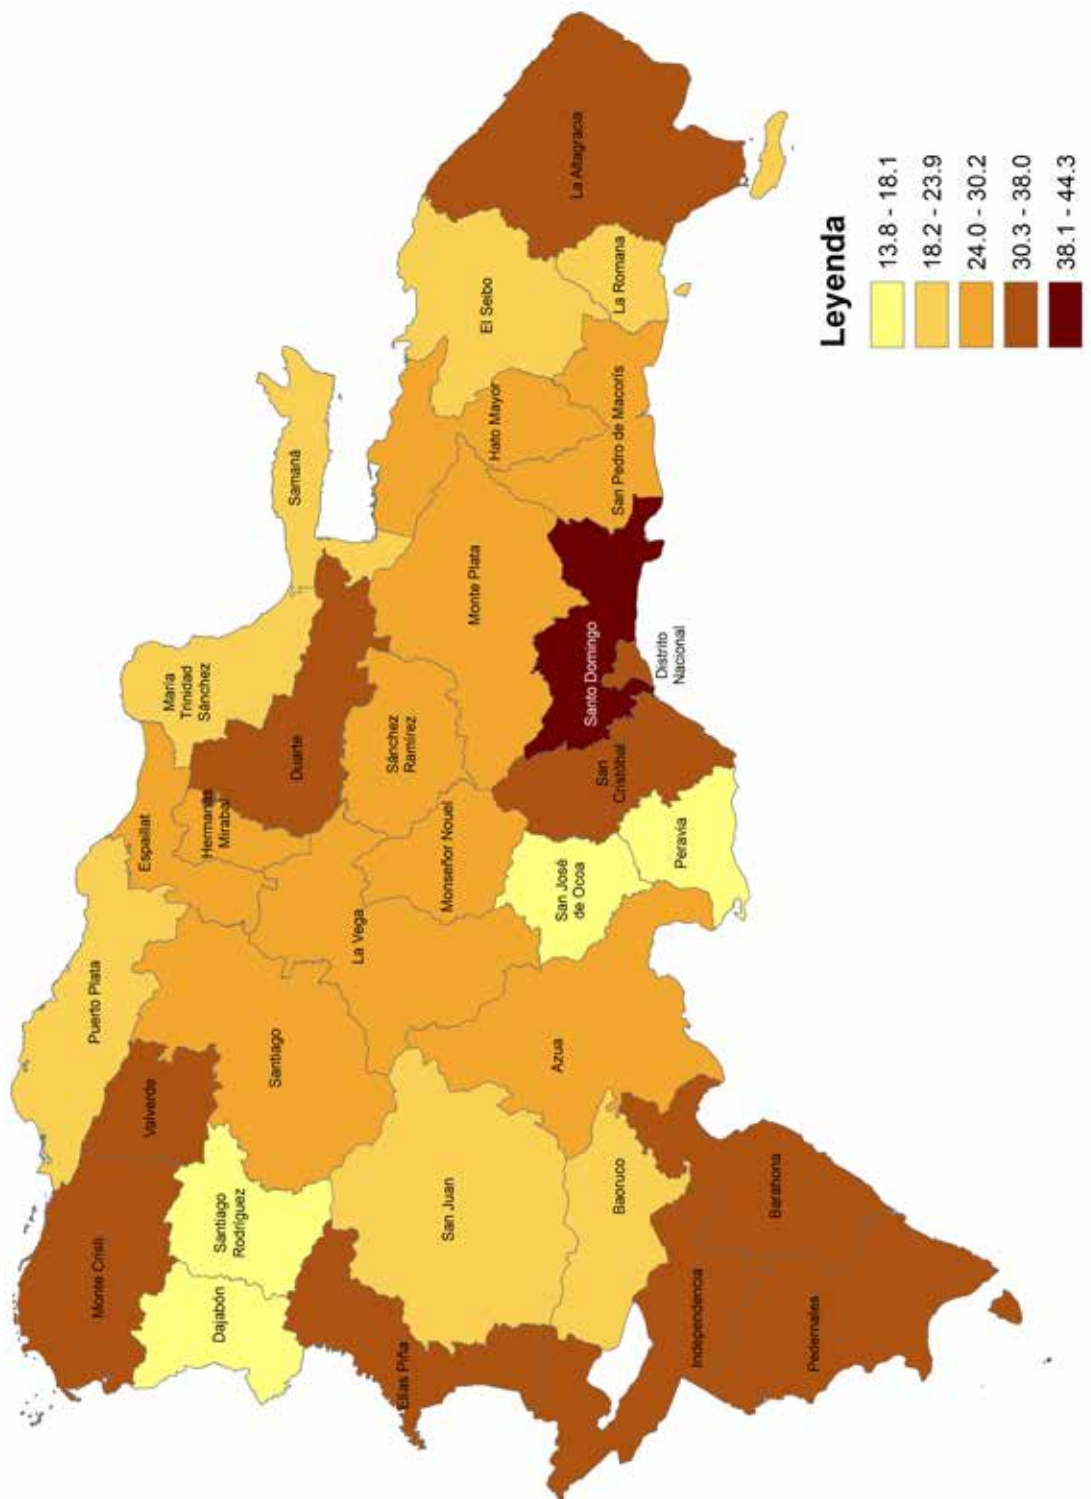 Puerto Plata
Monte Cristi
Valverde
Espaillat
María
Trinidad
Sánchez
Hermanas
Mirabal
Dajabón
Santiago
Rodríguez
Santiago
Duarte
Samaná
La Vega
Sánchez
Ramírez
Elías Piña
San Juan
Monseñor Nouel
Monte Plata
Hato Mayor
El Seibo
La Altagracia
Azua
San José
de Ocoa
San
Cristóbal
Santo Domingo
San Pedro de Macorís
La Romana
Baoruco
Peravia
Distrito
Nacional
Independencia
Barahona
Pedernales
Leyenda
13.8 - 18.1
18.2 - 23.9
24.0 - 30.2
30.3 - 38.0
38.1 - 44.3